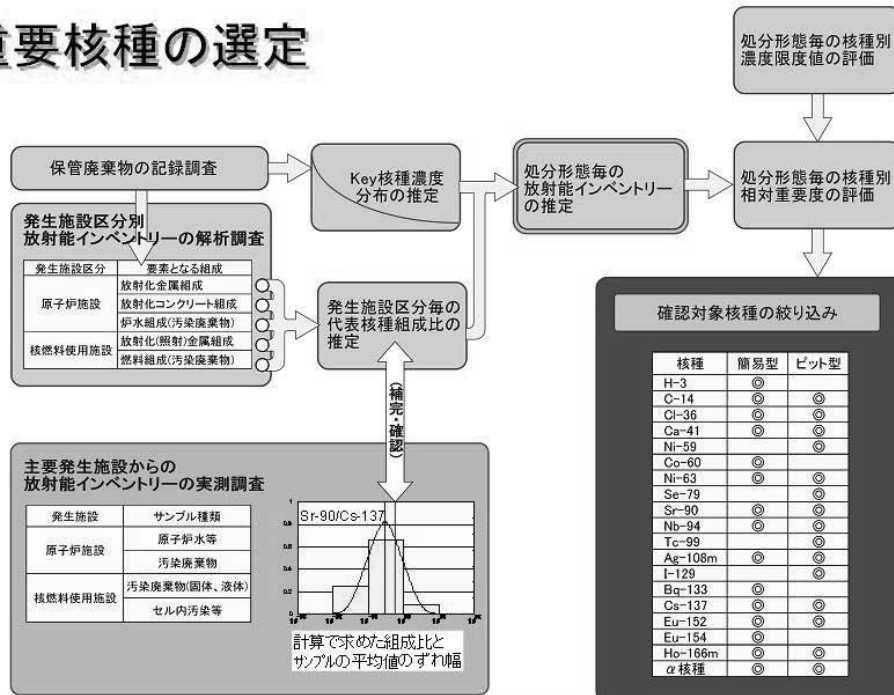 重要核種の選定
処分形態毎の核種別
濃度限度値の評価
保管廃棄物の記録調査
Key核種濃度
分布の推定
処分形態毎の
放射能インベントリー
の推定
処分形態毎の核種別
相対重要度の評価
発生施設区分別
放射能インベントリーの解析調査
発生施設区分 要素となる組成
原子炉施設
放射化金属組成
放射化コンクリート組成
炉水組成(汚染廃棄物)
核燃料使用施設
放射化(照射)金属組成
燃料組成(汚染廃棄物)
発生施設区分毎の
代表核種組成比の
推定
(補完・確認)
主要発生施設からの
放射能インベントリーの実測調査
発生施設 サンプル種類
原子炉施設
原子炉水等
汚染廃棄物
核燃料使用施設
汚染廃棄物(固体、液体)
セル内汚染等
Sr-90/Cs-137
1
0.8
0.6
0.4
0.2
0
計算で求めた組成比と
サンプルの平均値のずれ幅
確認対象核種の絞り込み
核種 簡易型 ピット型
H-3 ◎
C-14 ◎ ◎
Cl-36 ◎ ◎
Ca-41 ◎ ◎
Ni-59 ◎
Co-60 ◎
Ni-63 ◎ ◎
Se-79 ◎
Sr-90 ◎ ◎
Nb-94 ◎ ◎
Tc-99 ◎
Ag-108m ◎ ◎
I-129 ◎
Bq-133 ◎
Cs-137 ◎ ◎
Eu-152 ◎ ◎
Eu-154 ◎
Ho-166m ◎ ◎
α核種 ◎ ◎